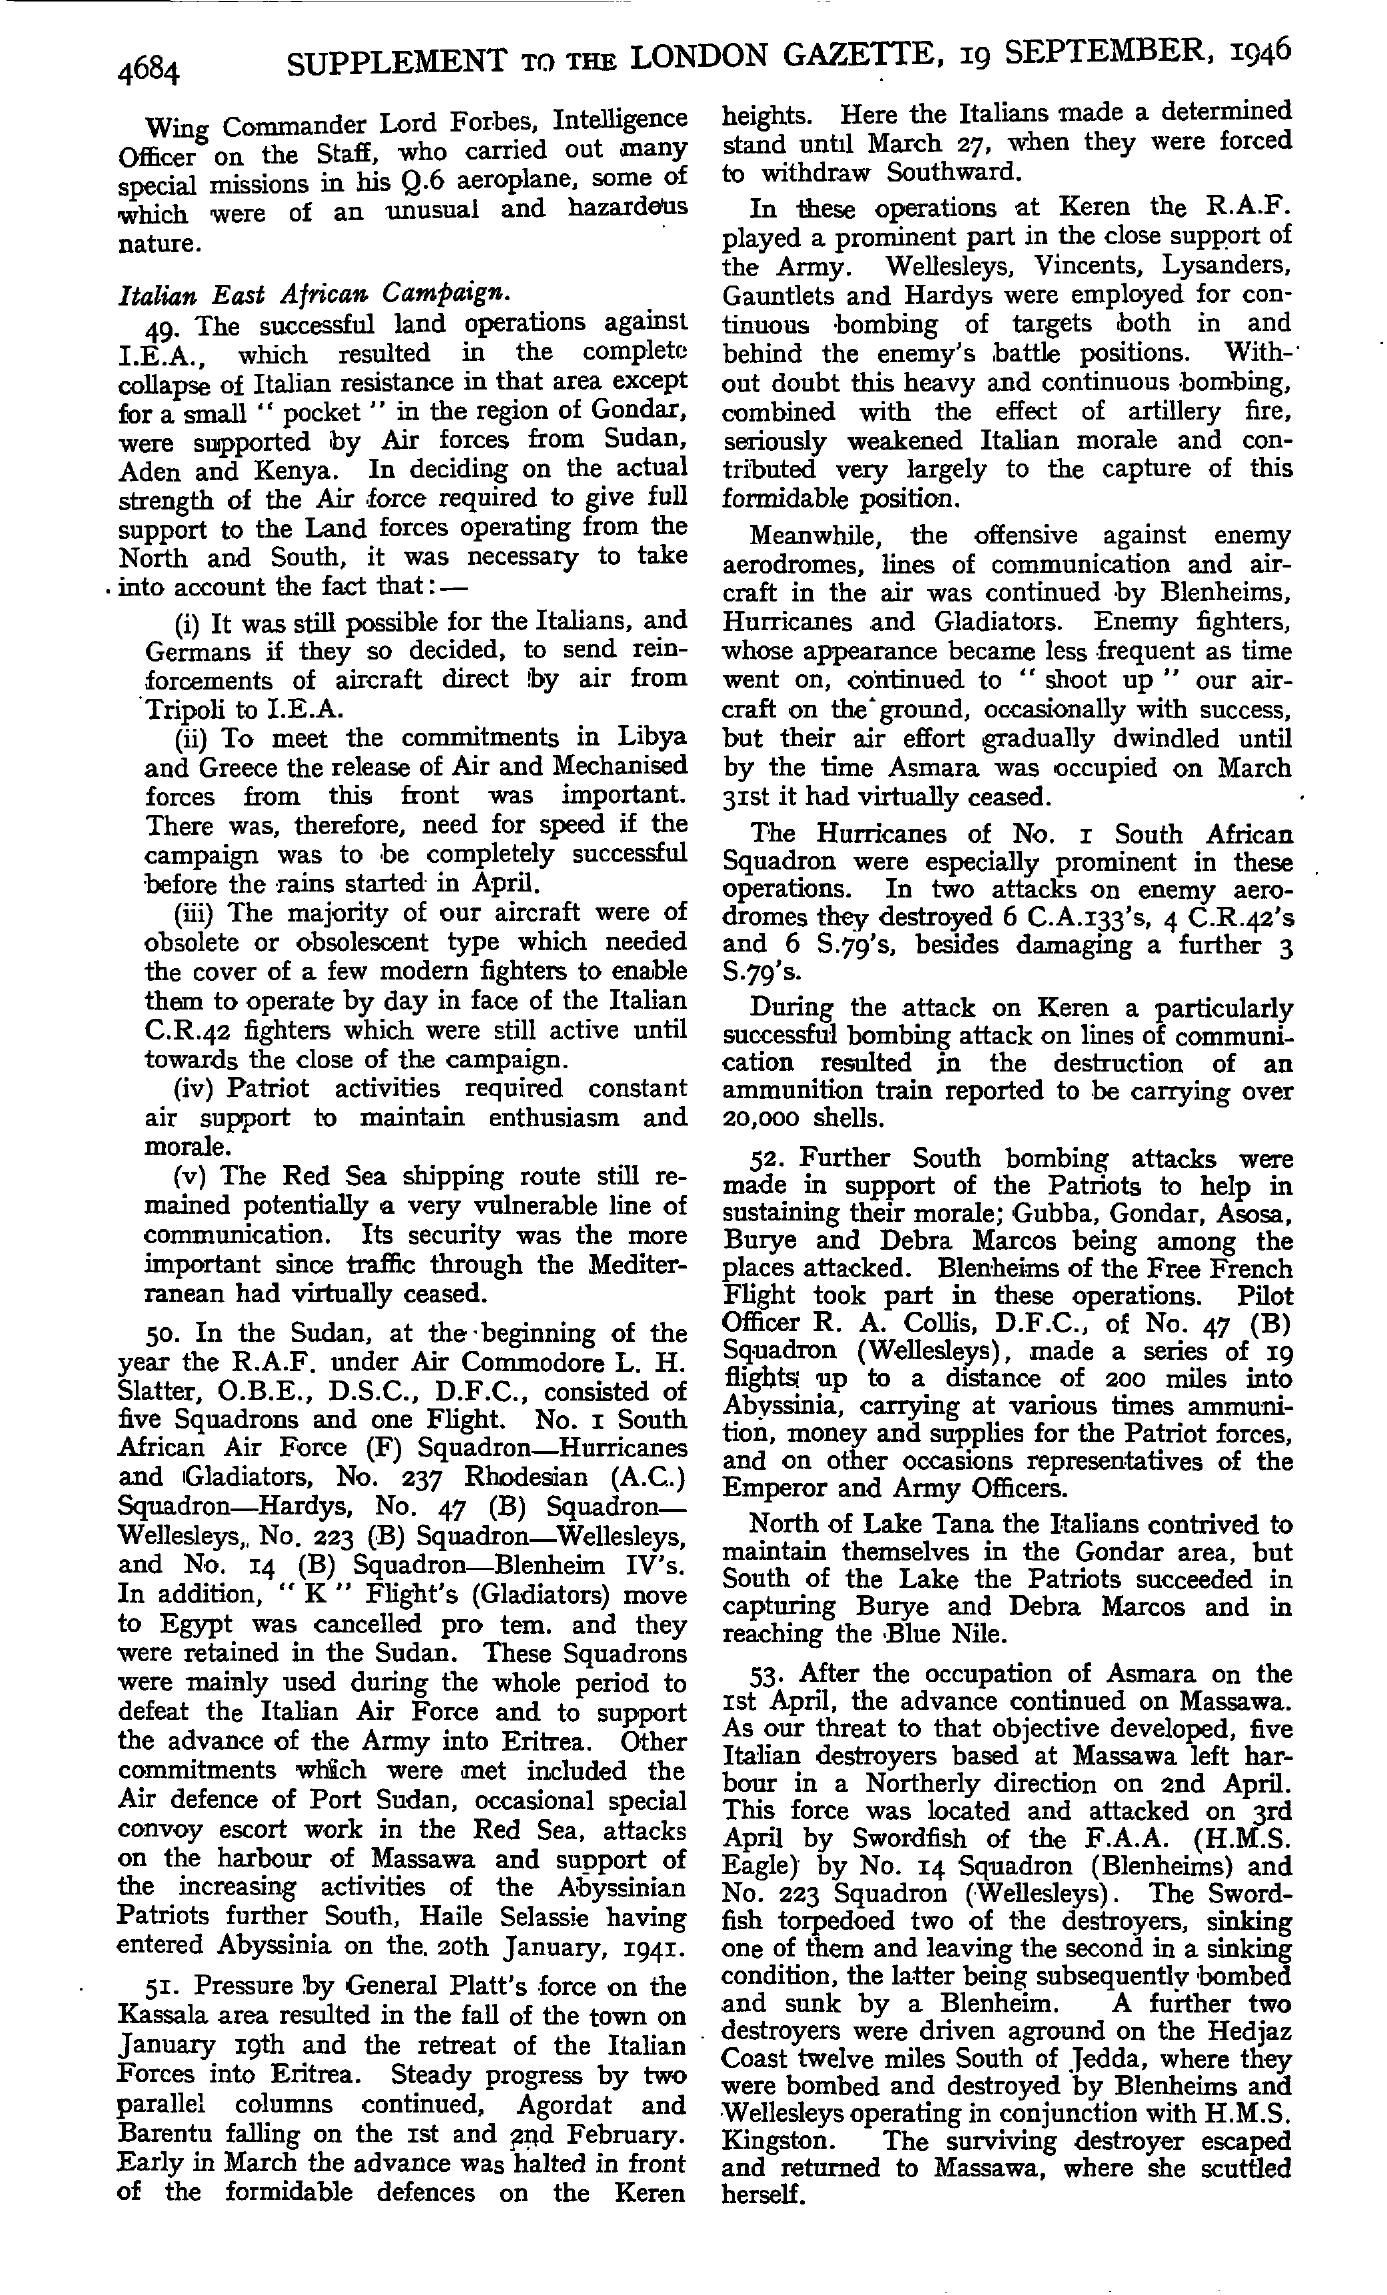 4684 SUPPLEMENT TO THE LONDON GAZETTE, 19 SEPTEMBER, 1946
Wing Commander Lord Forbes, Intelligence
Officer on the Staff, who carried out many
special missions in his Q.6 aeroplane, some of
which were of an unusual and hazardous
nature.
Italian East African Campaign.
49. The successful land operations against
I.E.A., which resulted in the complete
collapse of Italian resistance in that area except
for a small " pocket " in the region of Gondar,
were supported by Air forces from Sudan,
Aden and Kenya. In deciding on the actual
strength of the Air force required to give full
support to the Land forces operating from the
North and South, it was necessary to take
into account the fact that:—
(i) It was still possible for the Italians, and
Germans if they so decided, to send rein-
forcements of aircraft direct by air from
Tripoli to I.E.A.
(ii) To meet the commitments in Libya
and Greece the release of Air and Mechanised
forces from this front was important.
There was, therefore, need for speed if the
campaign was to be completely successful
before the rains started in April.
(iii) The majority of our aircraft were of
obsolete or obsolescent type which needed
the cover of a few modern fighters to enable
them to operate by day in face of the Italian
C.R.42 fighters which were still active until
towards the close of the campaign.
(iv) Patriot activities required constant
air support to maintain enthusiasm and
morale.
(v) The Red Sea shipping route still re-
mained potentially a very vulnerable line of
communication. Its security was the more
important since traffic through the Mediter-
ranean had virtually ceased.
50. In the Sudan, at the beginning of the
year the R.A.F. under Air Commodore L. H.
Slatter, O.B.E., D.S.C., D.F.C., consisted of
five Squadrons and one Flight. No. 1 South
African Air Force (F) Squadron—Hurricanes
and Gladiators, No. 237 Rhodesian (A.C.)
Squadron—Hardys, No. 47 (B) Squadron—
Wellesleys,, No. 223 (B) Squadron—Wellesleys,
and No. 14 (B) Squadron—Blenheim IV's.
In addition, " K " Flight's (Gladiators) move
to Egypt was cancelled pro tem. and they
were retained in the Sudan. These Squadrons
were mainly used during the whole period to
defeat the Italian Air Force and to support
the advance of the Army into Eritrea. Other
commitments which were met included the
Air defence of Port Sudan, occasional special
convoy escort work in the Red Sea, attacks
on the harbour of Massawa and support of
the increasing activities of the Abyssinian
Patriots further South, Haile Selassie having
entered Abyssinia on the. 20th January, 1941.
51. Pressure by General Platt's force on the
Kassala area resulted in the fall of the town on
January 19th and the retreat of the Italian
Forces into Eritrea. Steady progress by two
parallel columns continued, Agordat and
Barentu falling on the 1st and 2nd February.
Early in March the advance was halted in front
of the formidable defences on the Keren
heights. Here the Italians made a determined
stand until March 27, when they were forced
to withdraw Southward.
In these operations at Keren the R.A.F.
played a prominent part in the close support of
the Army. Wellesleys, Vincents, Lysanders,
Gauntlets and Hardys were employed for con-
tinuous bombing of targets both in and
behind the enemy's battle positions. With-
out doubt this heavy and continuous bombing,
combined with the effect of artillery fire,
seriously weakened Italian morale and con-
tributed very largely to the capture of this
formidable position.
Meanwhile, the offensive against enemy
aerodromes, lines of communication and air-
craft in the air was continued by Blenheims,
Hurricanes and Gladiators. Enemy fighters,
whose appearance became less frequent as time
went on, continued to " shoot up " our air-
craft on the ground, occasionally with success,
but their air effort gradually dwindled until
by the time Asmara was occupied on March
31st it had virtually ceased.
The Hurricanes of No. 1 South African
Squadron were especially prominent in these
operations. In two attacks on enemy aero-
dromes they destroyed 6 C.A.133's, 4 C.R.42's
and 6 S.79's, besides damaging a further 3
S.79's.
During the attack on Keren a particularly
successful bombing attack on lines of communi-
cation resulted in the destruction of an
ammunition train reported to be carrying over
20,000 shells.
52. Further South bombing attacks were
made in support of the Patriots to help in
sustaining their morale; Gubba, Gondar, Asosa,
Burye and Debra Marcos being among the
places attacked. Blenheims of the Free French
Flight took part in these operations. Pilot
Officer R. A. Collis, D.F.C., of No. 47 (B)
Squadron (Wellesleys), made a series of 19
flights up to a distance of 200 miles into
Abyssinia, carrying at various times ammuni-
tion, money and supplies for the Patriot forces,
and on other occasions representatives of the
Emperor and Army Officers.
North of Lake Tana the Italians contrived to
maintain themselves in the Gondar area, but
South of the Lake the Patriots succeeded in
capturing Burye and Debra Marcos and in
reaching the Blue Nile.
53. After the occupation of Asmara on the
1st April, the advance continued on Massawa.
As our threat to that objective developed, five
Italian destroyers based at Massawa left har-
bour in a Northerly direction on 2nd April.
This force was located and attacked on 3rd
April by Swordfish of the F.A.A. (H.M.S.
Eagle) by No. 14 Squadron (Blenheims) and
No. 223 Squadron (Wellesleys). The Sword-
fish torpedoed two of the destroyers, sinking
one of them and leaving the second in a sinking
condition, the latter being subsequently bombed
and sunk by a Blenheim. A further two
destroyers were driven aground on the Hedjaz
Coast twelve miles South of Jedda, where they
were bombed and destroyed by Blenheims and
Wellesleys operating in conjunction with H.M.S.
Kingston. The surviving destroyer escaped
and returned to Massawa, where she scuttled
herself.